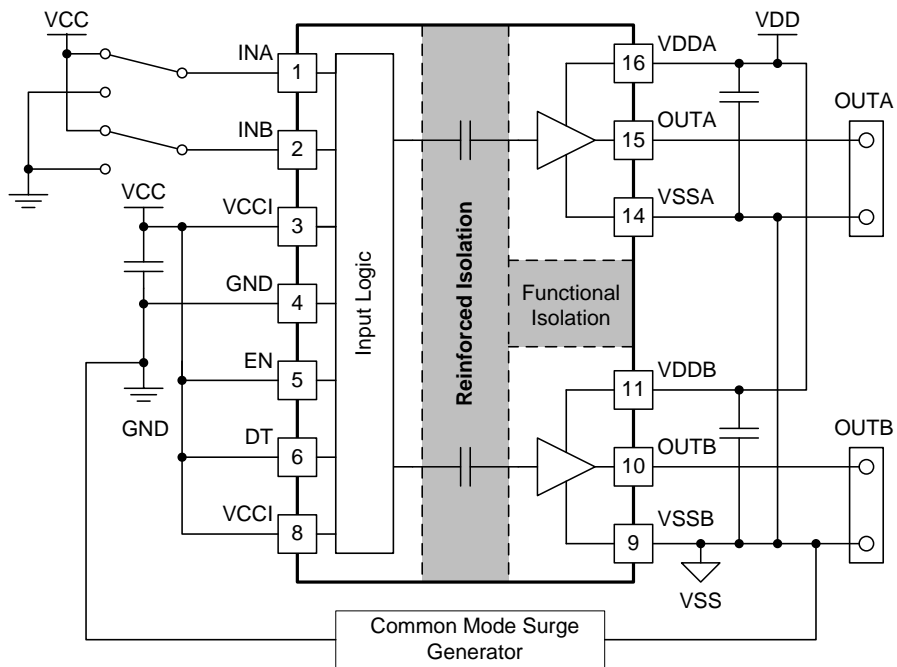 VCC
INA
1
INB
2
VCC
VCCI
3
GND
4
EN
5
GND
DT
6
VCCI
8
Input Logic
Reinforced Isolation
Functional
Isolation
VDDA
VDD
16
OUTA
OUTA
15
VSSA
14
VDDB
11
OUTB
OUTB
10
VSSB
9
VSS
Common Mode Surge
Generator